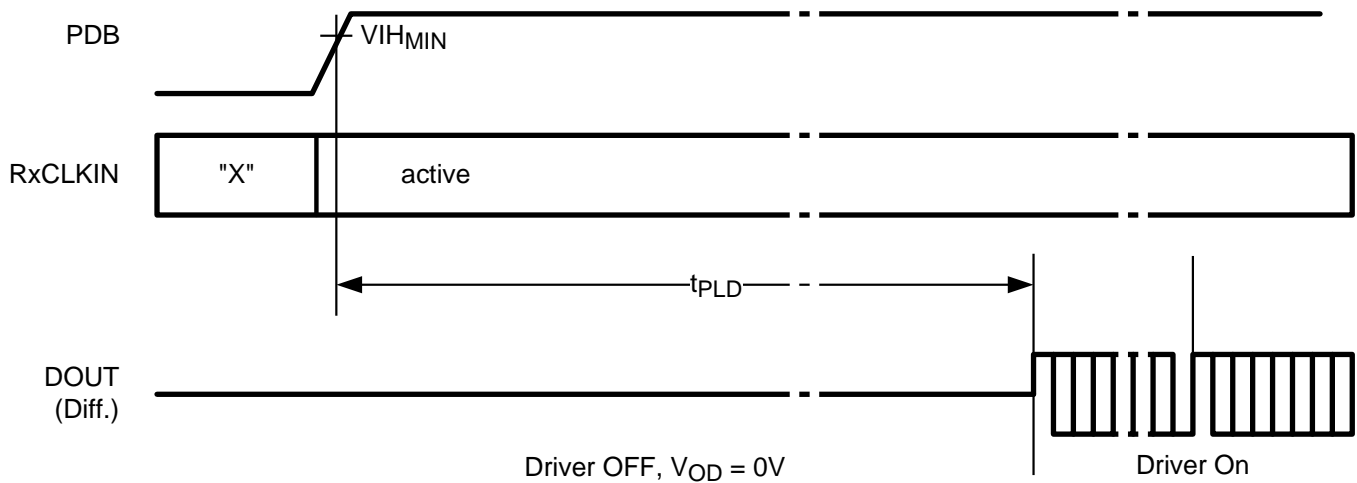 PDB
VIHMIN
RxCLKIN
"X"
active
tPLD
DOUT
(Diff.)
Driver OFF, VOD = 0V
Driver On